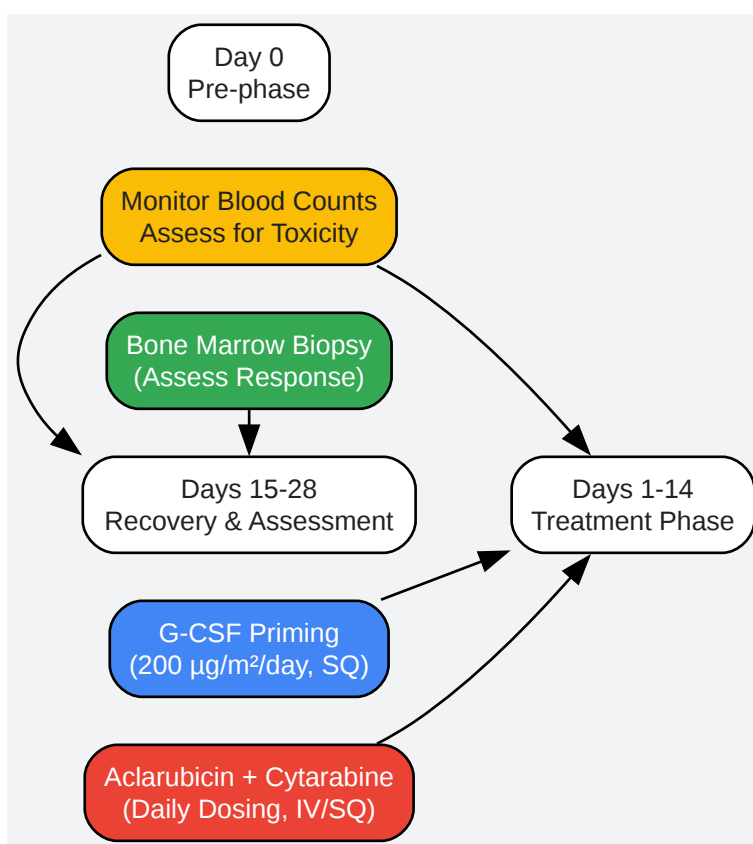 Day 0
Pre-phase
Monitor Blood Counts
Assess for Toxicity
Bone Marrow Biopsy
(Assess Response)
Days 15-28
Recovery & Assessment
Days 1-14
Treatment Phase
G-CSF Priming
(200 µg/m²/day, SQ)
Aclarubicin + Cytarabine
(Daily Dosing, IV/SQ)